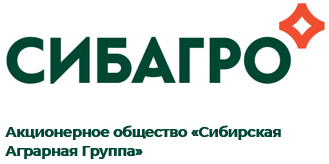 СИБАГРО
Акционерное общество «Сибирская
Аграрная Группа»